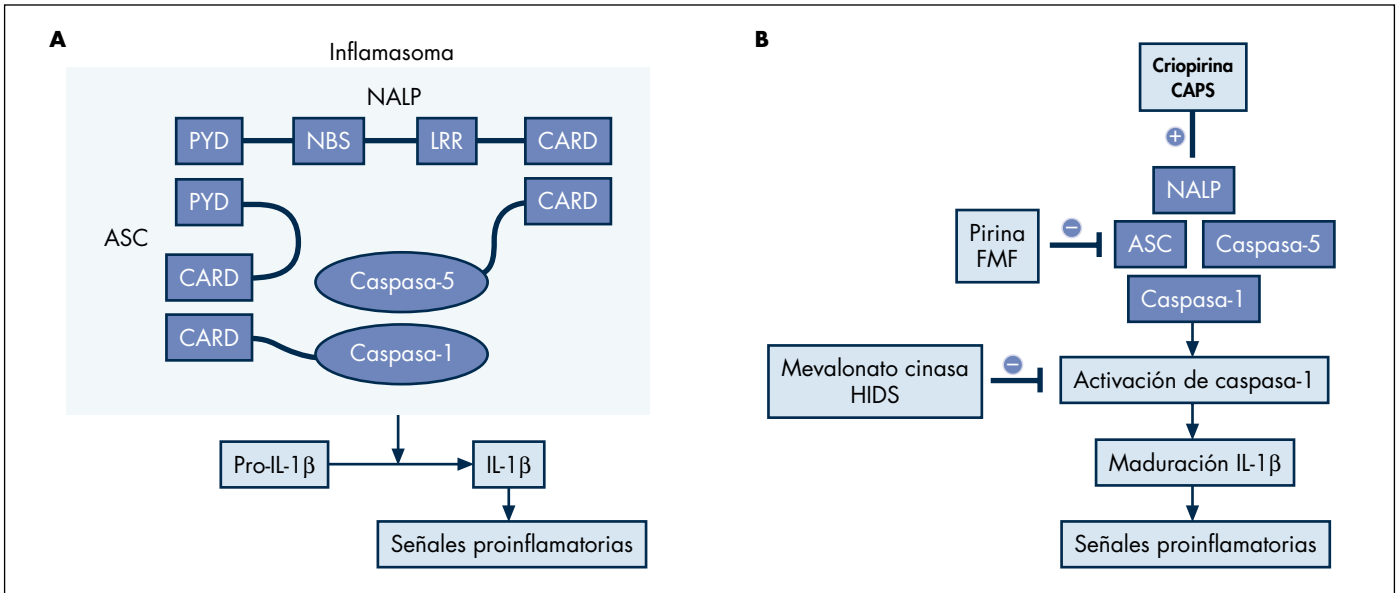 A
Inflamasoma
NALP
PYD
NBS
LRR
CARD
PYD
CARD
ASC
CARD
Caspasa-5
CARD
Caspasa-1
Pro-IL-1β
IL-1β
Señales proinflamatorias
B
Criopirina
CAPS
+
NALP
Pirina
FMF
−
ASC
Caspasa-5
Caspasa-1
Mevalonato cinasa
HIDS
−
Activación de caspasa-1
Maduración IL-1β
Señales proinflamatorias